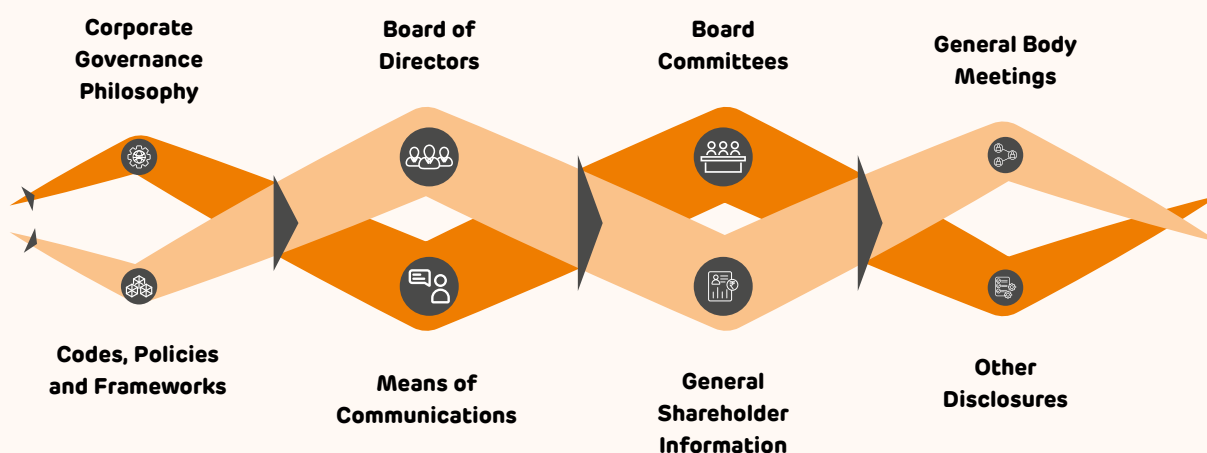 Corporate
Governance
Philosophy
Board of
Directors
Board
Committees
General Body
Meetings
Codes, Policies
and Frameworks
Means of
Communications
General
Shareholder
Information
Other
Disclosures